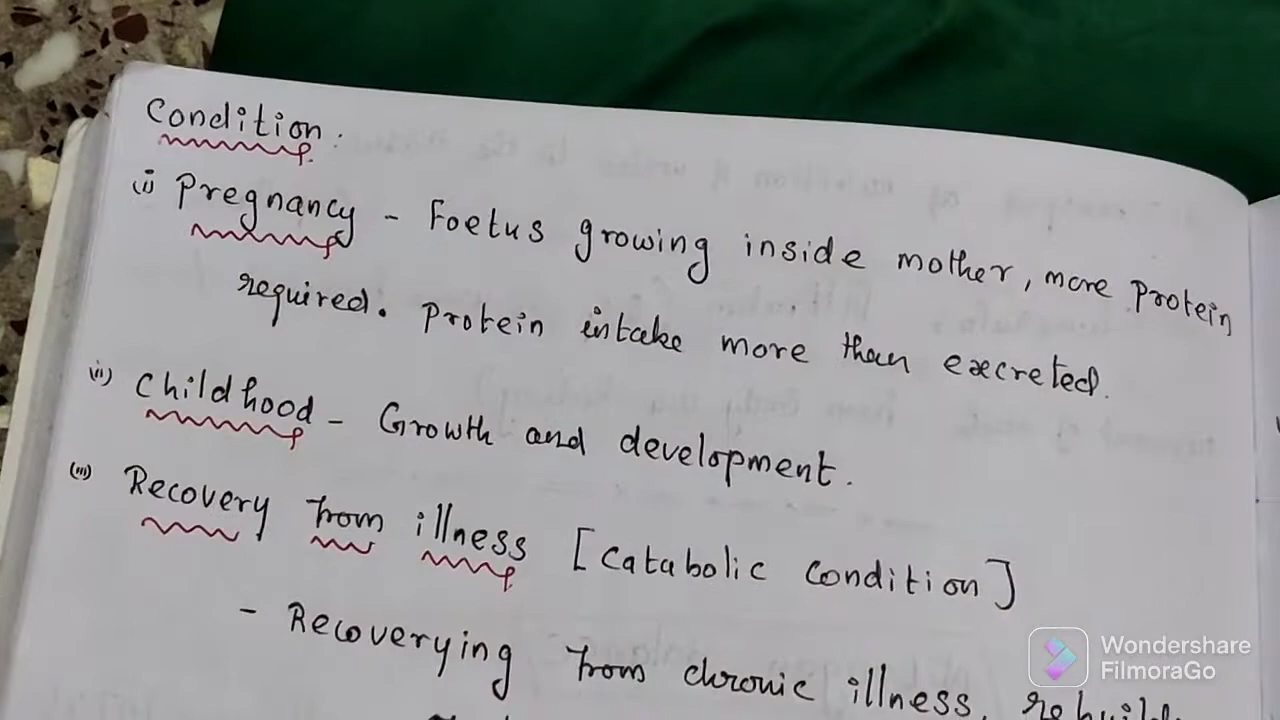 Condition:
(i) Pregnancy - Foetus growing inside mother, more protein
required. Protein intake more than excreted.
(ii) Childhood - Growth and development.
(iii) Recovery from illness [Catabolic Condition]
- Recoverying from chronic illness,
Wondershare
FilmoraGo